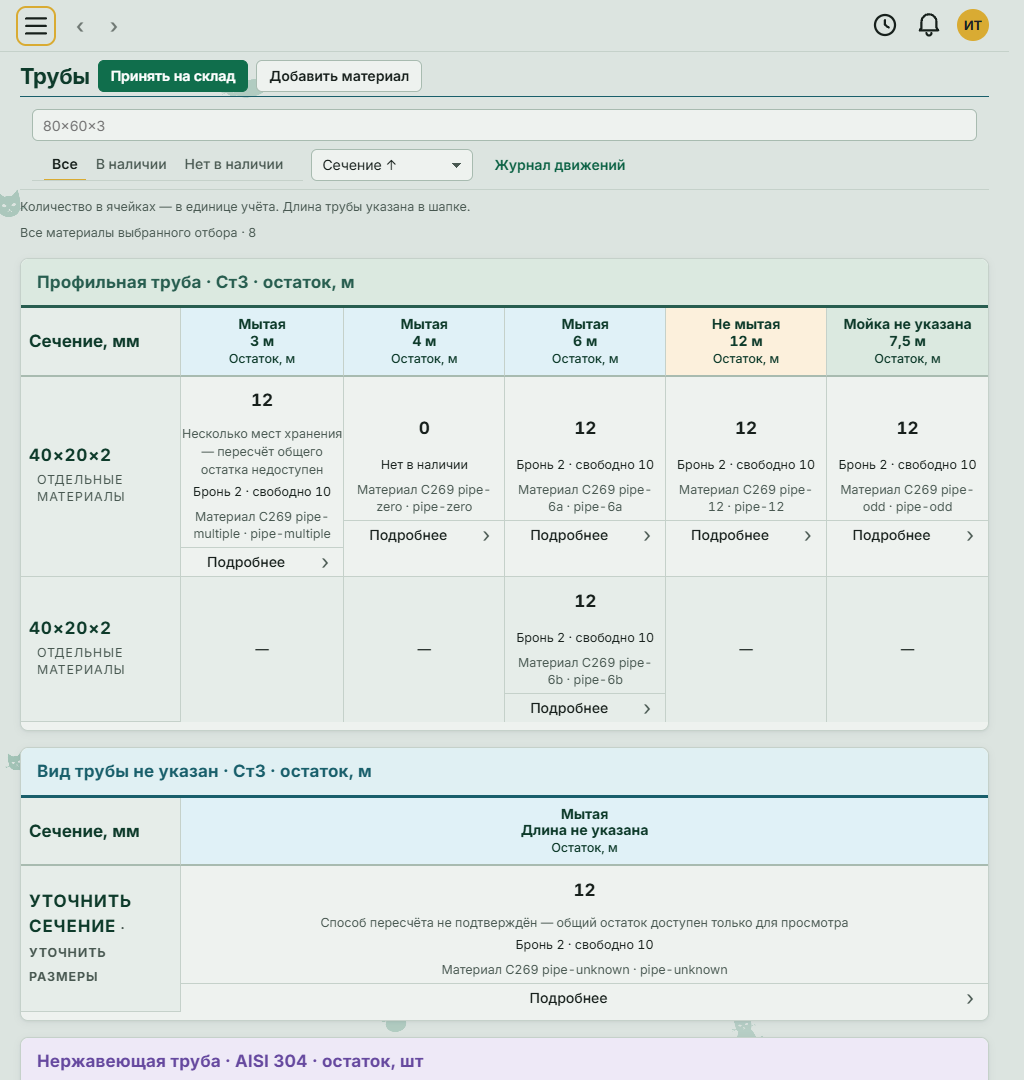 ИТ
Трубы Принять на склад Добавить материал
80×60×3
Все В наличии Нет в наличии Сечение ↑ Журнал движений
Количество в ячейках — в единице учёта. Длина трубы указана в шапке.
Все материалы выбранного отбора · 8
Профильная труба · Ст3 · остаток, м
Сечение, мм
Мытая
3 м
Остаток, м
Мытая
4 м
Остаток, м
Мытая
6 м
Остаток, м
Не мытая
12 м
Остаток, м
Мойка не указана
7,5 м
Остаток, м
40×20×2
ОТДЕЛЬНЫЕ
МАТЕРИАЛЫ
12
Несколько мест хранения
— пересчёт общего
остатка недоступен
Бронь 2 · свободно 10
Материал C269 pipe-
multiple · pipe-multiple
Подробнее
0
Нет в наличии
Материал C269 pipe-
zero · pipe-zero
Подробнее
12
Бронь 2 · свободно 10
Материал C269 pipe-
6a · pipe-6a
Подробнее
12
Бронь 2 · свободно 10
Материал C269 pipe-
12 · pipe-12
Подробнее
12
Бронь 2 · свободно 10
Материал C269 pipe-
odd · pipe-odd
Подробнее
40×20×2
ОТДЕЛЬНЫЕ
МАТЕРИАЛЫ
—
—
12
Бронь 2 · свободно 10
Материал C269 pipe-
6b · pipe-6b
Подробнее
—
—
Вид трубы не указан · Ст3 · остаток, м
Сечение, мм
Мытая
Длина не указана
Остаток, м
УТОЧНИТЬ
СЕЧЕНИЕ ·
УТОЧНИТЬ
РАЗМЕРЫ
12
Способ пересчёта не подтверждён — общий остаток доступен только для просмотра
Бронь 2 · свободно 10
Материал C269 pipe-unknown · pipe-unknown
Подробнее
Нержавеющая труба · AISI 304 · остаток, шт